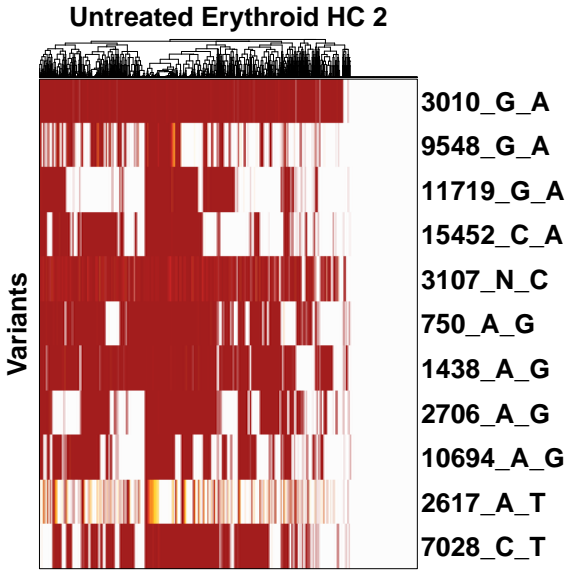 Untreated Erythroid HC 2
Variants
3010_G_A
9548_G_A
11719_G_A
15452_C_A
3107_N_C
750_A_G
1438_A_G
2706_A_G
10694_A_G
2617_A_T
7028_C_T